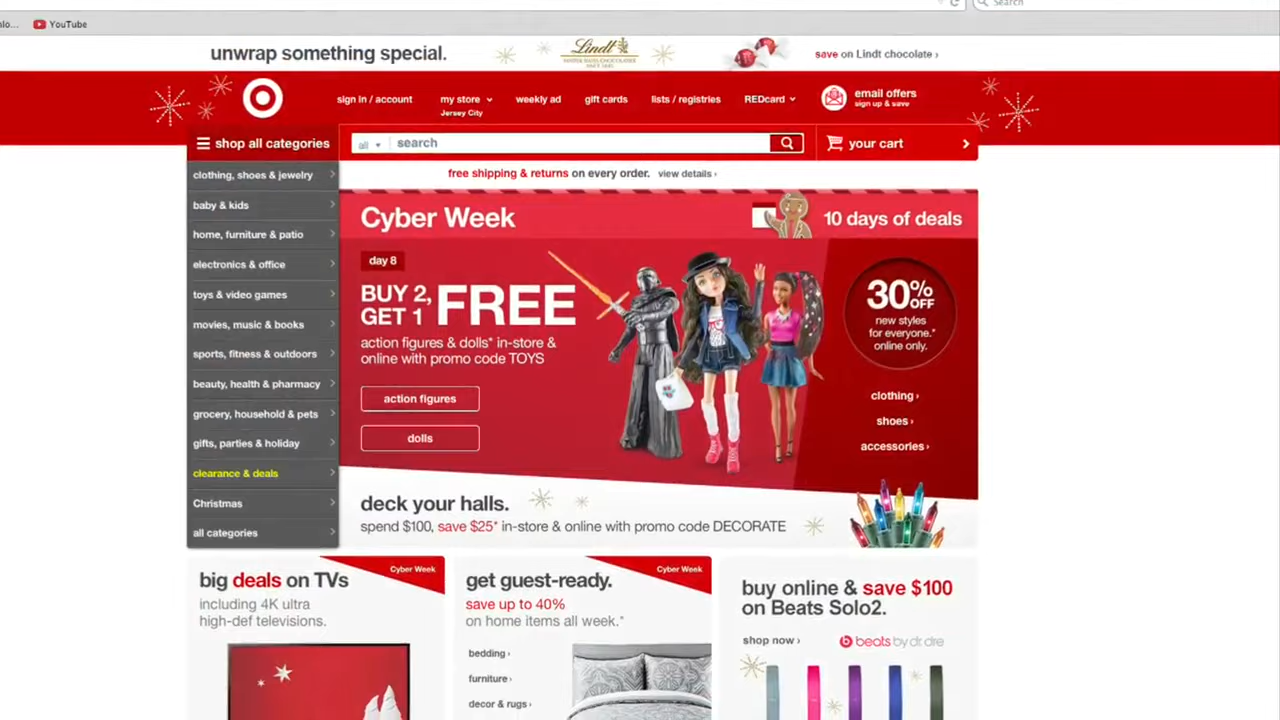 Search
YouTube
unwrap something special.
Lindt
save on Lindt chocolate ›
sign in / account
my store
Jersey City
weekly ad
gift cards
lists / registries
REDcard
email offers
sign up & save
shop all categories
all
search
your cart
free shipping & returns on every order. view details ›
clothing, shoes & jewelry
baby & kids
home, furniture & patio
electronics & office
toys & video games
movies, music & books
sports, fitness & outdoors
beauty, health & pharmacy
grocery, household & pets
gifts, parties & holiday
clearance & deals
Christmas
all categories
Cyber Week
10 days of deals
day 8
BUY 2,
GET 1 FREE
action figures & dolls* in-store &
online with promo code TOYS
action figures
dolls
30% OFF
new styles
for everyone.*
online only.
clothing ›
shoes ›
accessories ›
deck your halls.
spend $100, save $25* in-store & online with promo code DECORATE
big deals on TVs
Cyber Week
including 4K ultra
high-def televisions.
get guest-ready.
Cyber Week
save up to 40%
on home items all week.*
bedding ›
furniture ›
decor & rugs ›
buy online & save $100
on Beats Solo2.
shop now ›
beats by dr dre